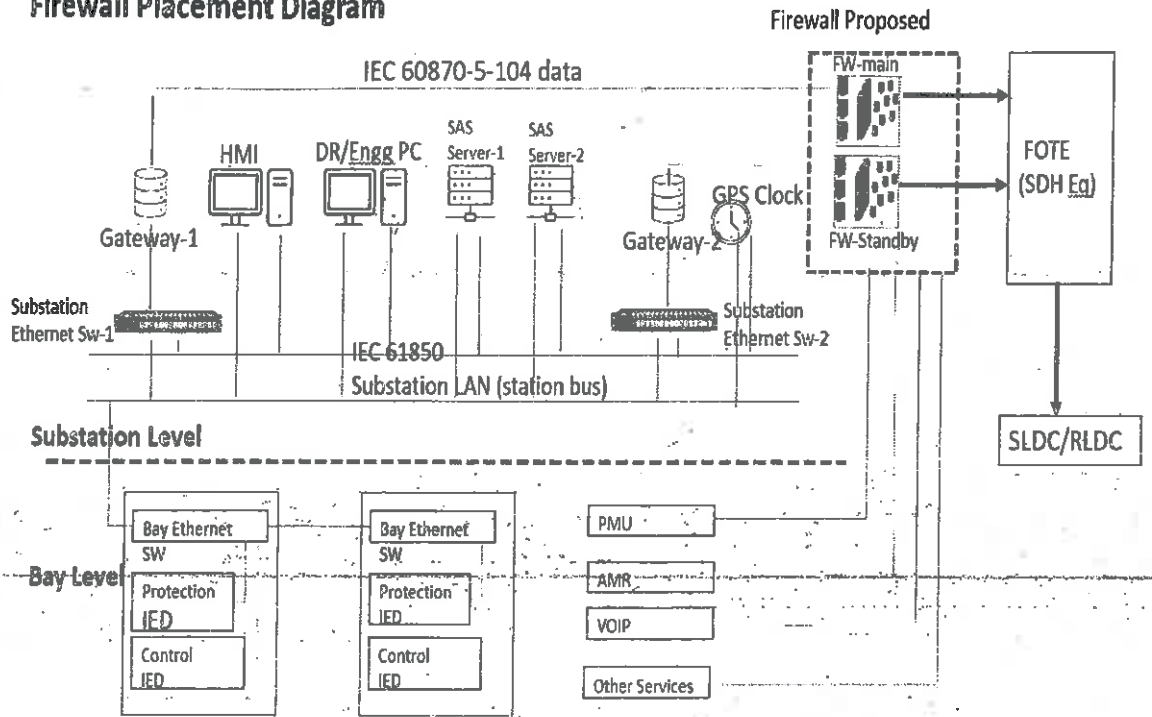 Firewall Placement Diagram
Firewall Proposed
IEC 60870-5-104 data
FW-main
HMI
DR/Engg PC
SAS
Server-1
SAS
Server-2
FOTE
(SDH Eq)
Gateway-1
Gateway-2
GPS Clock
FW-Standby
Substation
Ethernet Sw-1
Substation
Ethernet Sw-2
IEC 61850
Substation LAN (station bus)
Substation Level
SLDC/RLDC
Bay Ethernet
SW
Bay Ethernet
SW
PMU
Bay Level
Protection
IED
Protection
IED
AMR
VOIP
Control
IED
Control
IED
Other Services